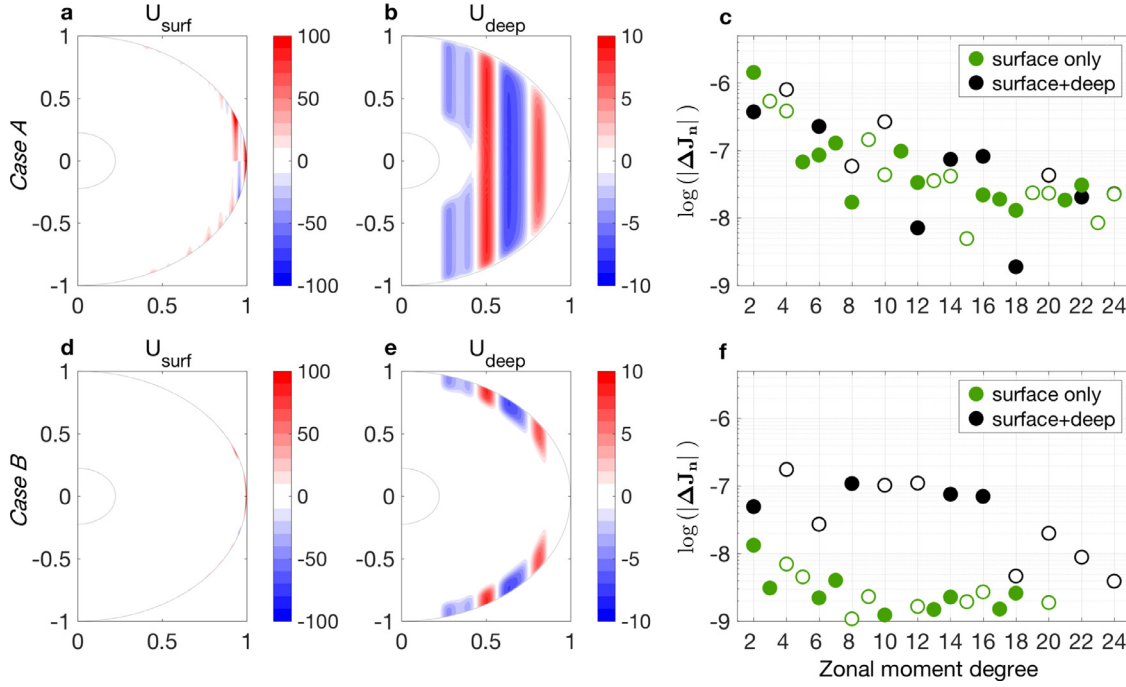 a U_surf
b U_deep
c
Case A
1
0.5
0
-0.5
-1
0 0.5 1
100
50
0
-50
-100
1
0.5
0
-0.5
-1
0 0.5 1
10
5
0
-5
-10
log (|ΔJ_n|)
-6
-7
-8
-9
2 4 6 8 10 12 14 16 18 20 22 24
surface only
surface+deep
d U_surf
e U_deep
f
Case B
1
0.5
0
-0.5
-1
0 0.5 1
100
50
0
-50
-100
1
0.5
0
-0.5
-1
0 0.5 1
10
5
0
-5
-10
log (|ΔJ_n|)
-6
-7
-8
-9
2 4 6 8 10 12 14 16 18 20 22 24
Zonal moment degree
surface only
surface+deep